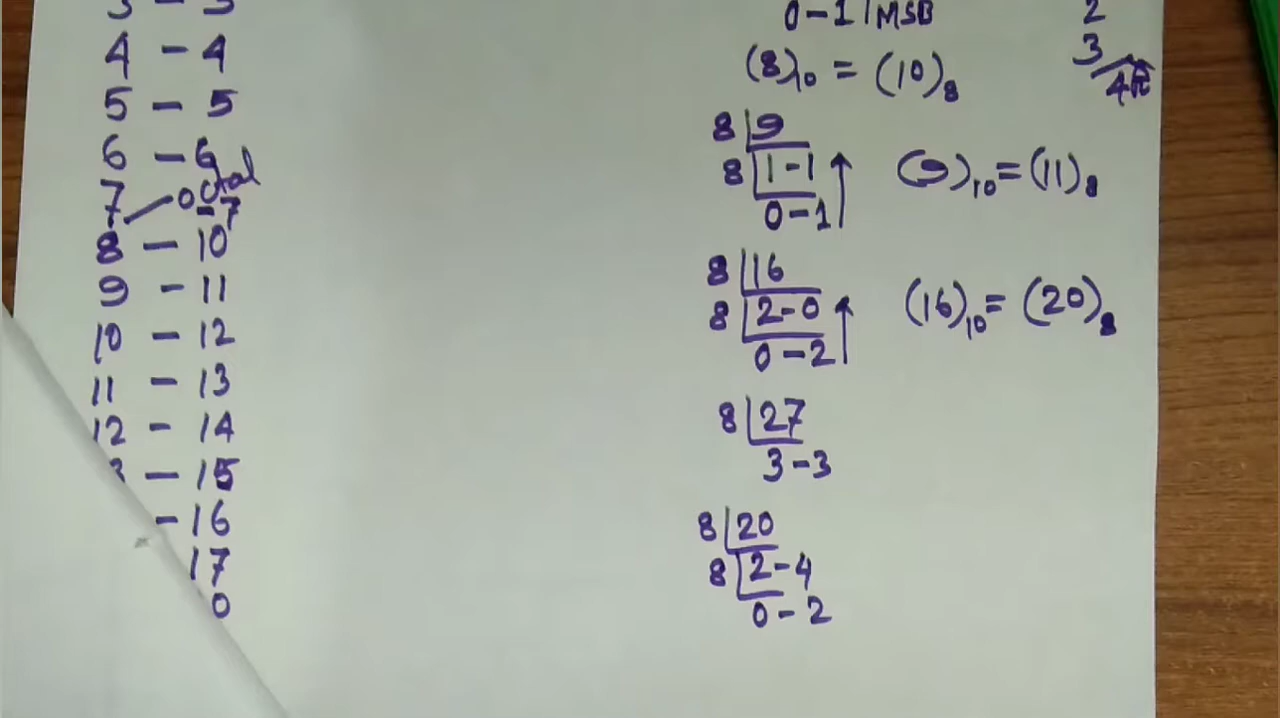 3 - 3
4 - 4
5 - 5
6 - 6
7 octal - 7
8 - 10
9 - 11
10 - 12
11 - 13
12 - 14
- 15
- 16
17
0
0 - 1 MSB
(8)10 = (10)8
8 9
8 1 - 1
0 - 1
(9)10 = (11)8
8 16
8 2 - 0
0 - 2
(16)10 = (20)8
8 27
3 - 3
8 20
8 2 - 4
0 - 2
2
3
4